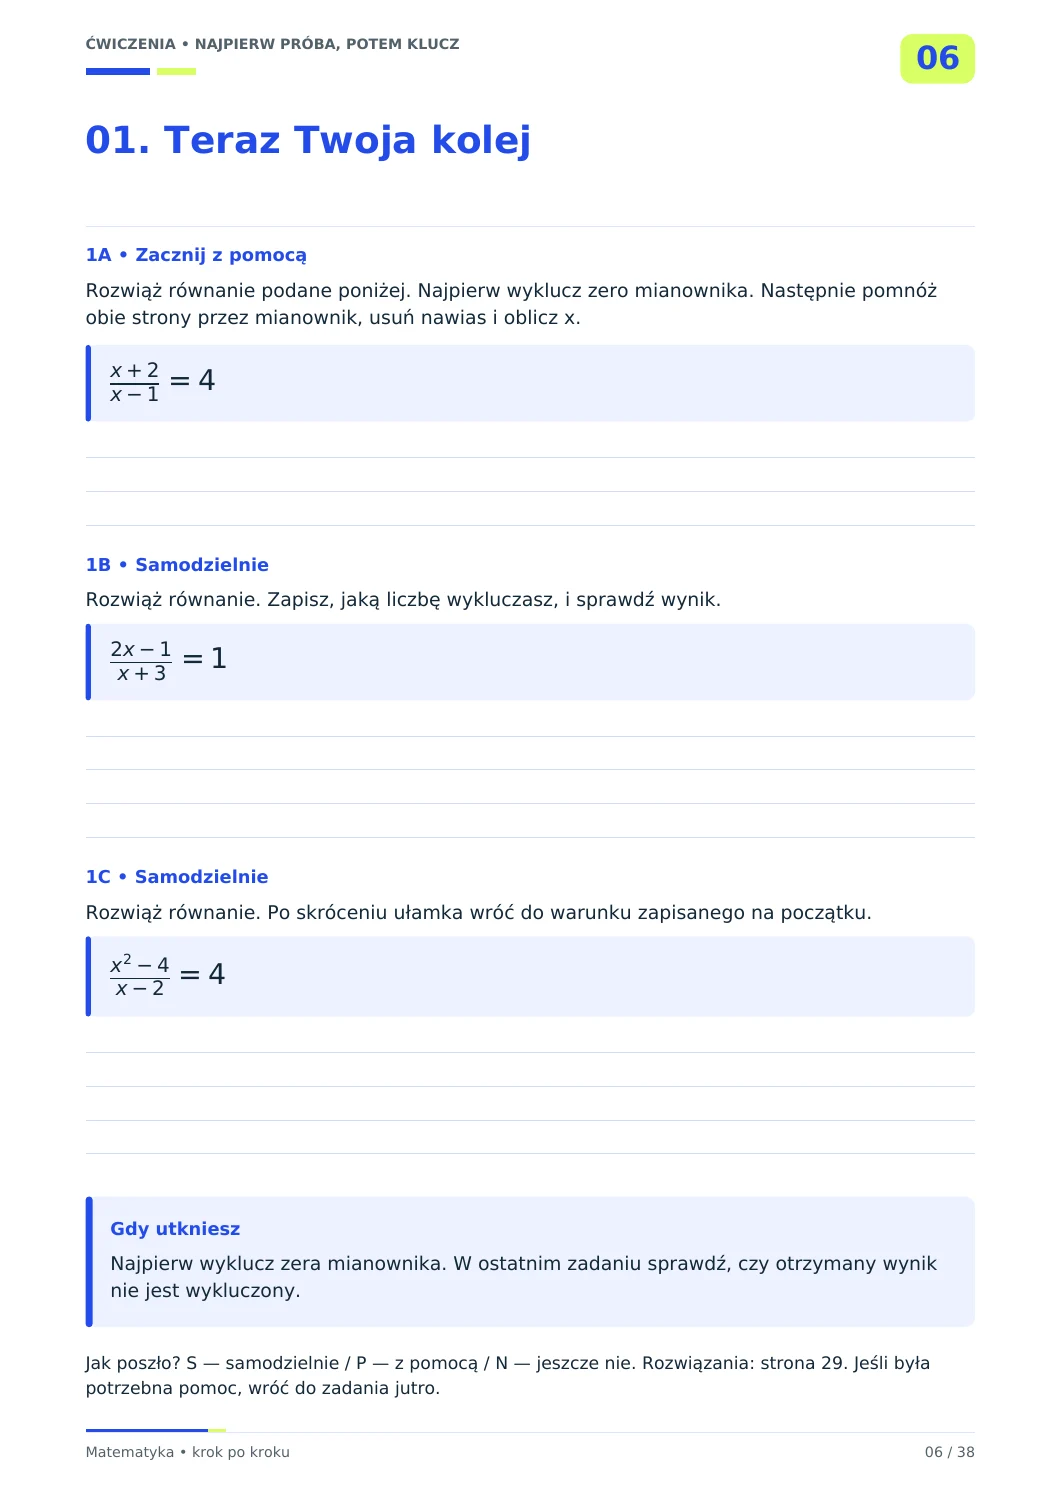 ĆWICZENIA • NAJPIERW PRÓBA, POTEM KLUCZ
06
01. Teraz Twoja kolej
1A • Zacznij z pomocą
Rozwiąż równanie podane poniżej. Najpierw wyklucz zero mianownika. Następnie pomnóż
obie strony przez mianownik, usuń nawias i oblicz x.
(x + 2)/(x − 1) = 4
1B • Samodzielnie
Rozwiąż równanie. Zapisz, jaką liczbę wykluczasz, i sprawdź wynik.
(2x − 1)/(x + 3) = 1
1C • Samodzielnie
Rozwiąż równanie. Po skróceniu ułamka wróć do warunku zapisanego na początku.
(x² − 4)/(x − 2) = 4
Gdy utkniesz
Najpierw wyklucz zera mianownika. W ostatnim zadaniu sprawdź, czy otrzymany wynik
nie jest wykluczony.
Jak poszło? S — samodzielnie / P — z pomocą / N — jeszcze nie. Rozwiązania: strona 29. Jeśli była
potrzebna pomoc, wróć do zadania jutro.
Matematyka • krok po kroku
06 / 38